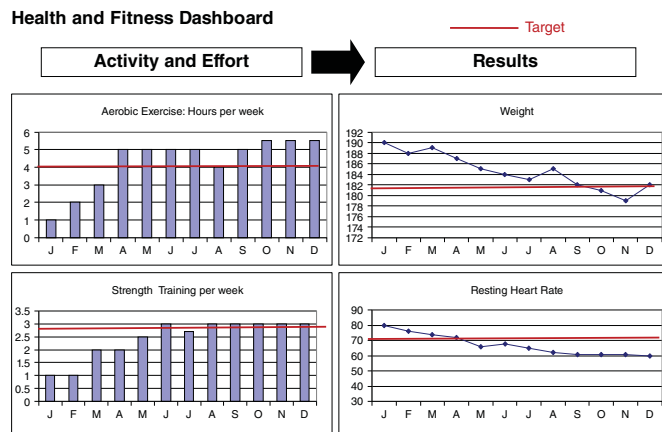 Health and Fitness Dashboard
Target
Activity and Effort
Results
Aerobic Exercise: Hours per week
6
5
4
3
2
1
0
J F M A M J J A S O N D
Weight
192
190
188
186
184
182
180
178
176
174
172
J F M A M J J A S O N D
Strength Training per week
3.5
3
2.5
2
1.5
1
0.5
0
J F M A M J J A S O N D
Resting Heart Rate
90
80
70
60
50
40
30
J F M A M J J A S O N D